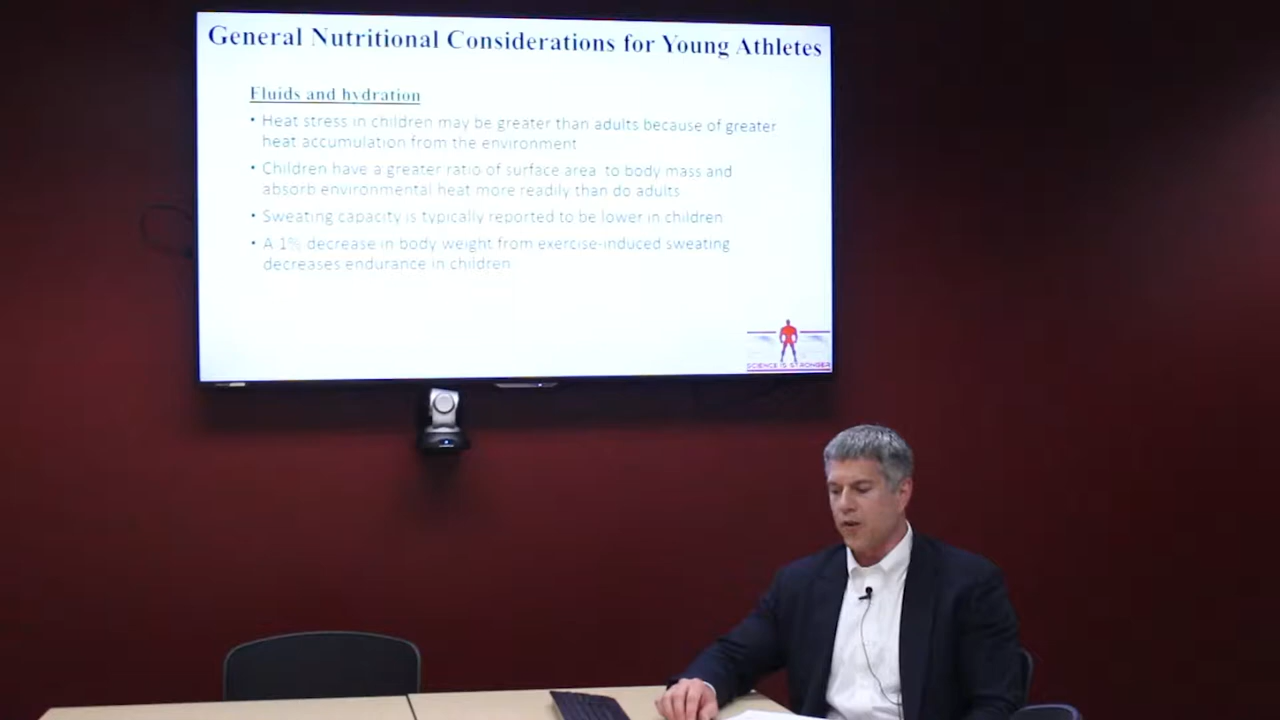 General Nutritional Considerations for Young Athletes
Fluids and hydration
• Heat stress in children may be greater than adults because of greater
heat accumulation from the environment
• Children have a greater ratio of surface area to body mass and
absorb environmental heat more readily than do adults
• Sweating capacity is typically reported to be lower in children
• A 1% decrease in body weight from exercise-induced sweating
decreases endurance in children
SCIENCE IS STRONGER